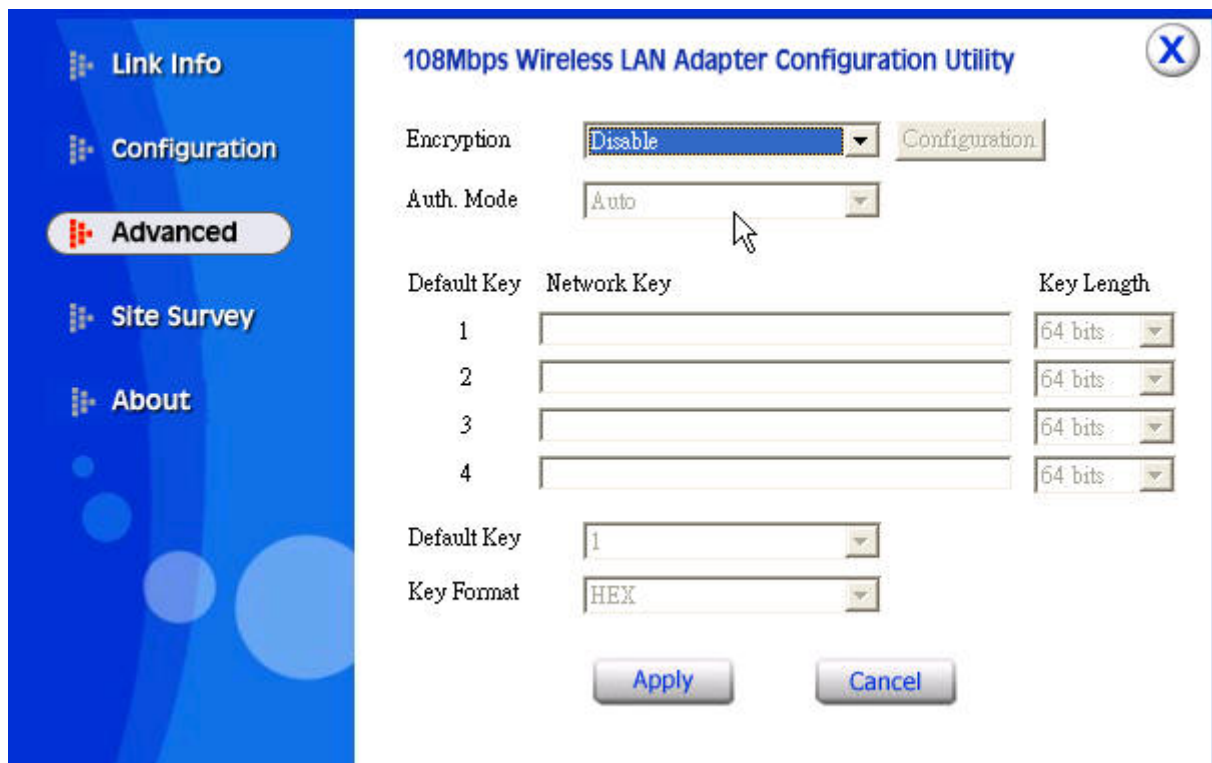 Link Info
Configuration
Advanced
Site Survey
About
108Mbps Wireless LAN Adapter Configuration Utility
X
Encryption Disable Configuration
Auth. Mode Auto
Default Key Network Key Key Length
1 64 bits
2 64 bits
3 64 bits
4 64 bits
Default Key 1
Key Format HEX
Apply Cancel